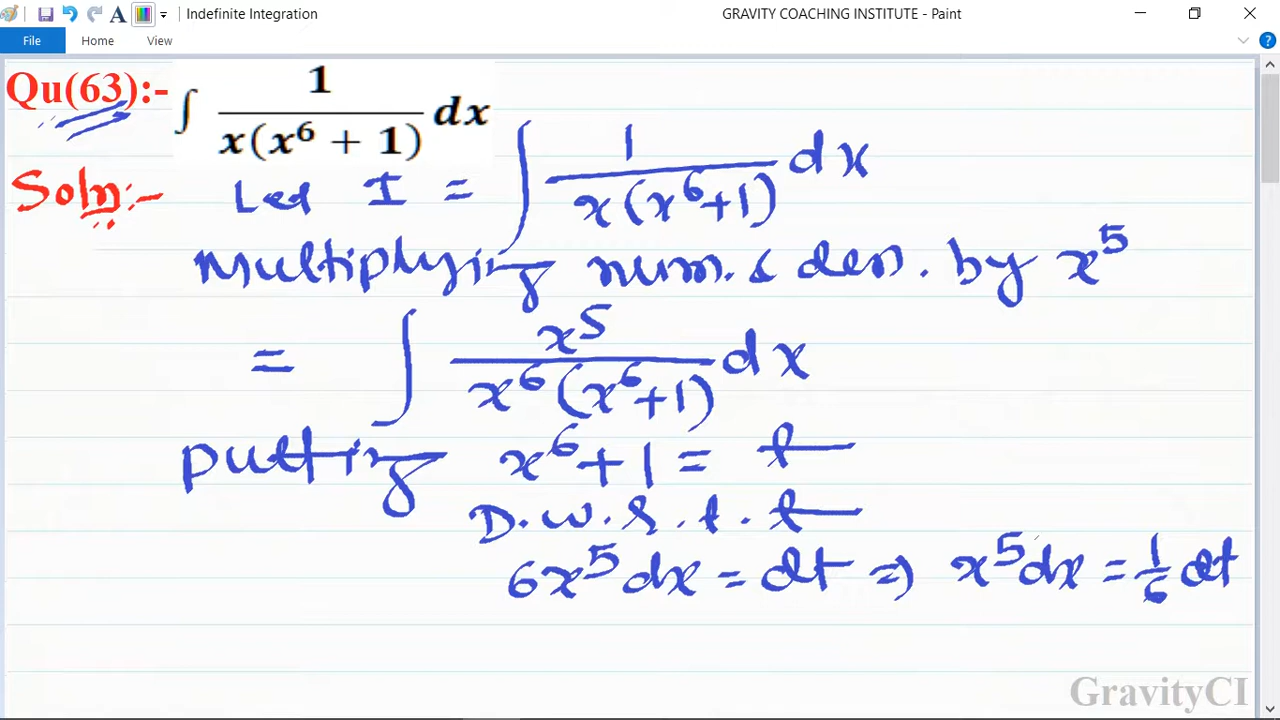 Indefinite Integration
GRAVITY COACHING INSTITUTE - Paint
File Home View
Qu(63):- ∫ 1/(x(x⁶ + 1)) dx
Soln:- Let I = ∫ 1/(x(x⁶+1)) dx
Multiplying num. & den. by x⁵
= ∫ x⁵/(x⁶(x⁶+1)) dx
putting x⁶+1 = t
D.w.r.t. t
6x⁵dx = dt ⇒ x⁵dx = 1/6 dt
GravityCI